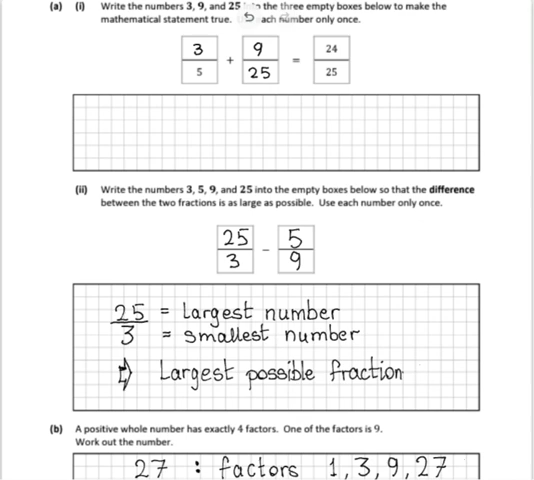 (a) (i) Write the numbers 3, 9, and 25 the three empty boxes below to make the
mathematical statement true. ach number only once.
3/5 + 9/25 = 24/25
(ii) Write the numbers 3, 5, 9, and 25 into the empty boxes below so that the difference
between the two fractions is as large as possible. Use each number only once.
25/3 - 5/9
25 = Largest number
3 = smallest number
⇒ Largest possible fraction
(b) A positive whole number has exactly 4 factors. One of the factors is 9.
Work out the number.
27 : factors 1, 3, 9, 27